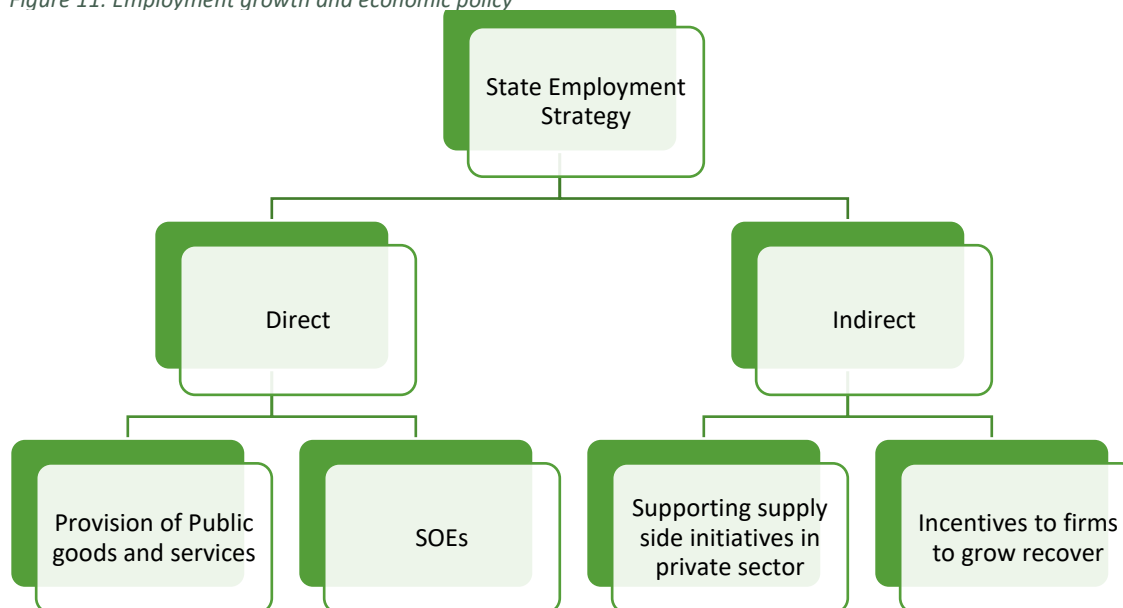 Figure 11: Employment growth and economic policy
State Employment
Strategy
Direct
Indirect
Provision of Public
goods and services
SOEs
Supporting supply
side initiatives in
private sector
Incentives to firms
to grow recover